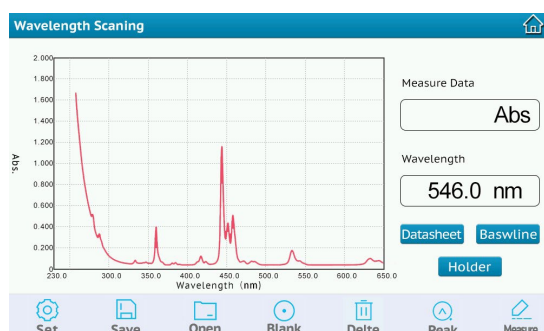 Wavelength Scaning
2.000
1.800
1.600
1.400
1.200
1.000
0.800
0.600
0.400
0.200
0.000
Abs.
230.0 300.0 350.0 400.0 450.0 500.0 550.0 600.0 650.0
Wavelength (nm)
Measure Data
Abs
Wavelength
546.0 nm
Datasheet Baswline
Holder
Set Save Open Blank Delte Peak Measure